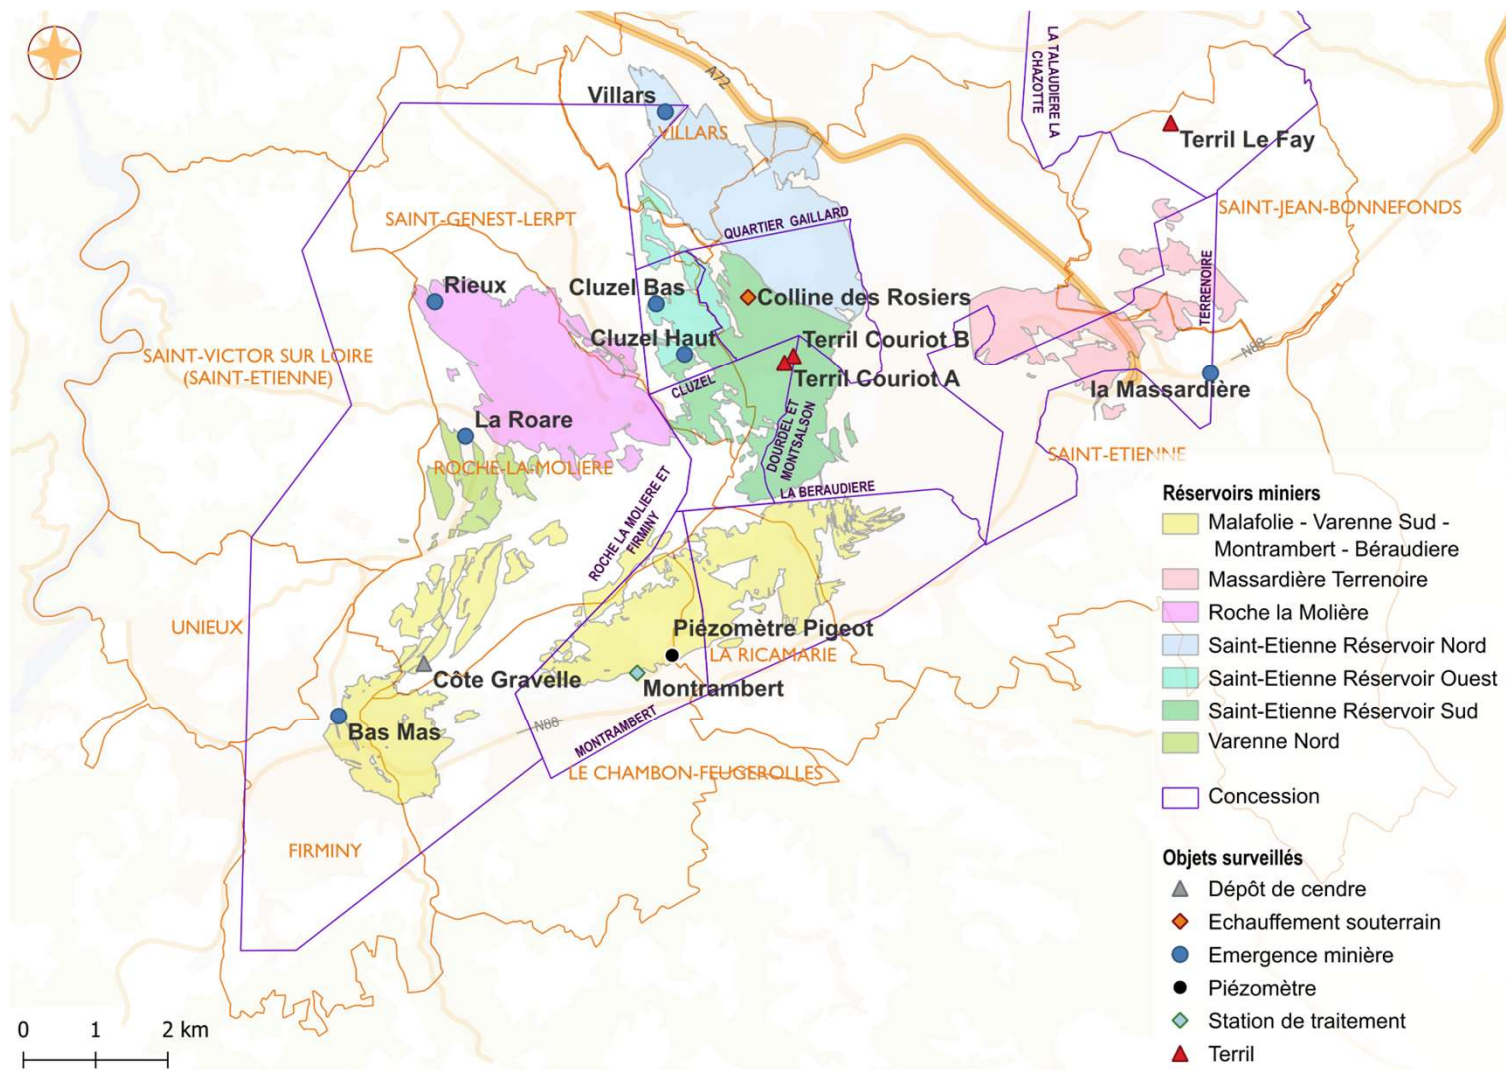 A72
LA TALAUDIERE LA
CHAZOTTE
Villars
VILLARS
Terril Le Fay
SAINT-GENEST-LERPT
QUARTIER GAILLARD
SAINT-JEAN-BONNEFONDS
Rieux
Cluzel Bas
Colline des Rosiers
TERRENOIRE
Cluzel Haut
Terril Couriot B
N88
SAINT-VICTOR SUR LOIRE
(SAINT-ETIENNE)
CLUZEL
Terril Couriot A
la Massardière
La Roare
DOURDEL ET
MONTSALSON
SAINT-ETIENNE
ROCHE-LA-MOLIERE
LA BERAUDIERE
ROCHE LA MOLIERE ET
FIRMINY
UNIEUX
Piézomètre Pigeot
LA RICAMARIE
Côte Gravelle
Montrambert
Bas Mas
N88
MONTRAMBERT
LE CHAMBON-FEUGEROLLES
FIRMINY
Réservoirs miniers
Malafolie - Varenne Sud -
Montrambert - Béraudiere
Massardière Terrenoire
Roche la Molière
Saint-Etienne Réservoir Nord
Saint-Etienne Réservoir Ouest
Saint-Etienne Réservoir Sud
Varenne Nord
Concession
Objets surveillés
Dépôt de cendre
Echauffement souterrain
Emergence minière
Piézomètre
Station de traitement
Terril
0 1 2 km